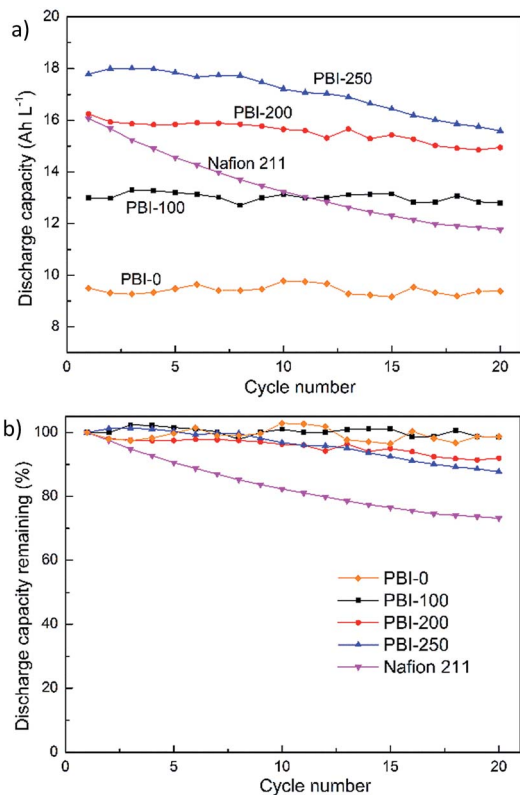 a)
Discharge capacity (Ah L⁻¹)
20
18
16
14
12
10
8
PBI-250
PBI-200
Nafion 211
PBI-100
PBI-0
0
5
10
15
20
Cycle number
b)
Discharge capacity remaining (%)
100
80
60
40
20
0
PBI-0
PBI-100
PBI-200
PBI-250
Nafion 211
0
5
10
15
20
Cycle number